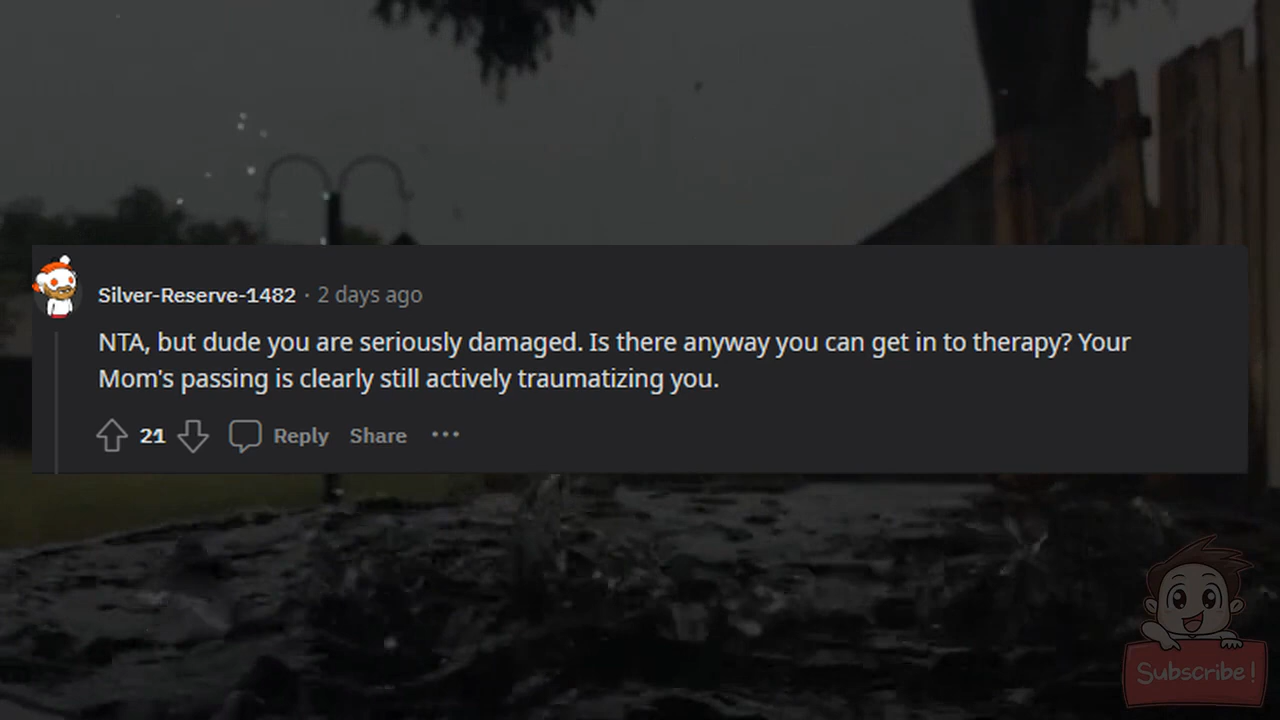 Silver-Reserve-1482 · 2 days ago
NTA, but dude you are seriously damaged. Is there anyway you can get in to therapy? Your
Mom's passing is clearly still actively traumatizing you.
21 Reply Share •••
Subscribe!